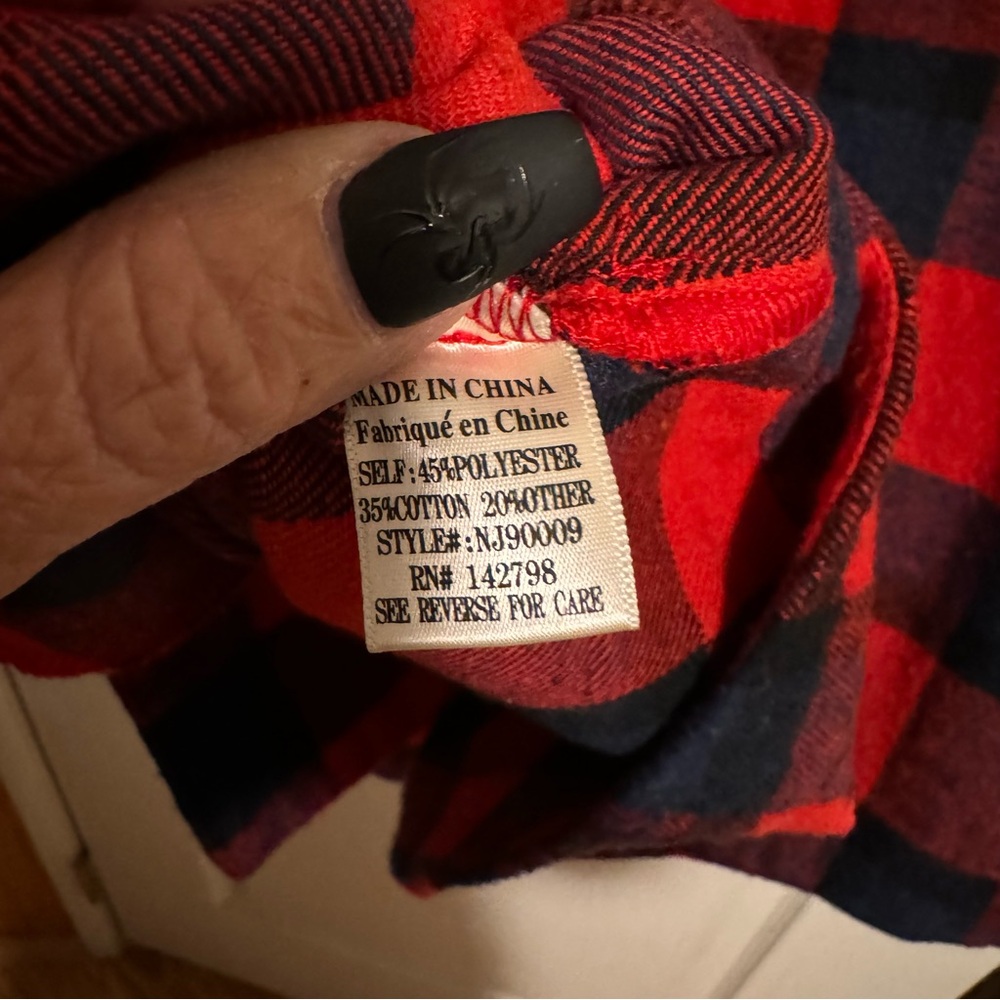 MADE IN CHINA
Fabriqué en Chine
SELF:45%POLYESTER
35%COTTON 20%OTHER
STYLE#:NJ90009
RN# 142798
SEE REVERSE FOR CARE